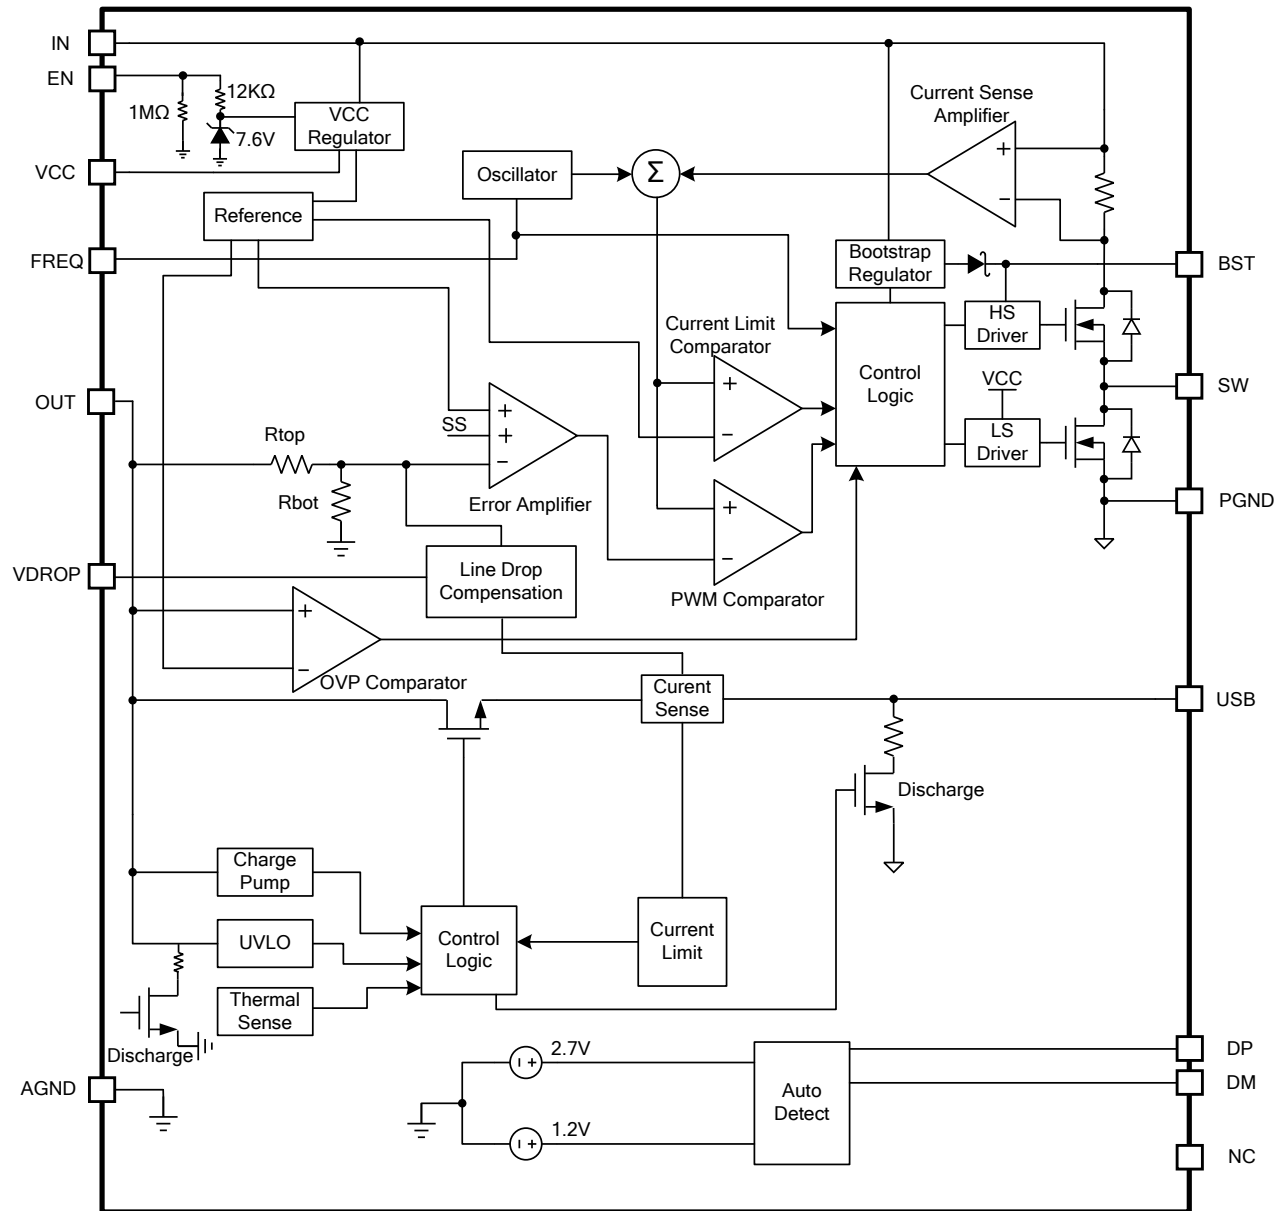 IN
EN
12KΩ
1MΩ
7.6V
VCC
Regulator
Current Sense
Amplifier
+
−
VCC
Oscillator
Σ
Reference
FREQ
Bootstrap
Regulator
BST
HS
Driver
Current Limit
Comparator
+
−
Control
Logic
VCC
SW
LS
Driver
OUT
Rtop
Rbot
SS
+
+
−
Error Amplifier
+
−
PWM Comparator
PGND
VDROP
Line Drop
Compensation
+
−
OVP Comparator
Curent
Sense
USB
Discharge
Charge
Pump
UVLO
Thermal
Sense
Control
Logic
Current
Limit
Discharge
AGND
2.7V
1.2V
+
+
Auto
Detect
DP
DM
NC